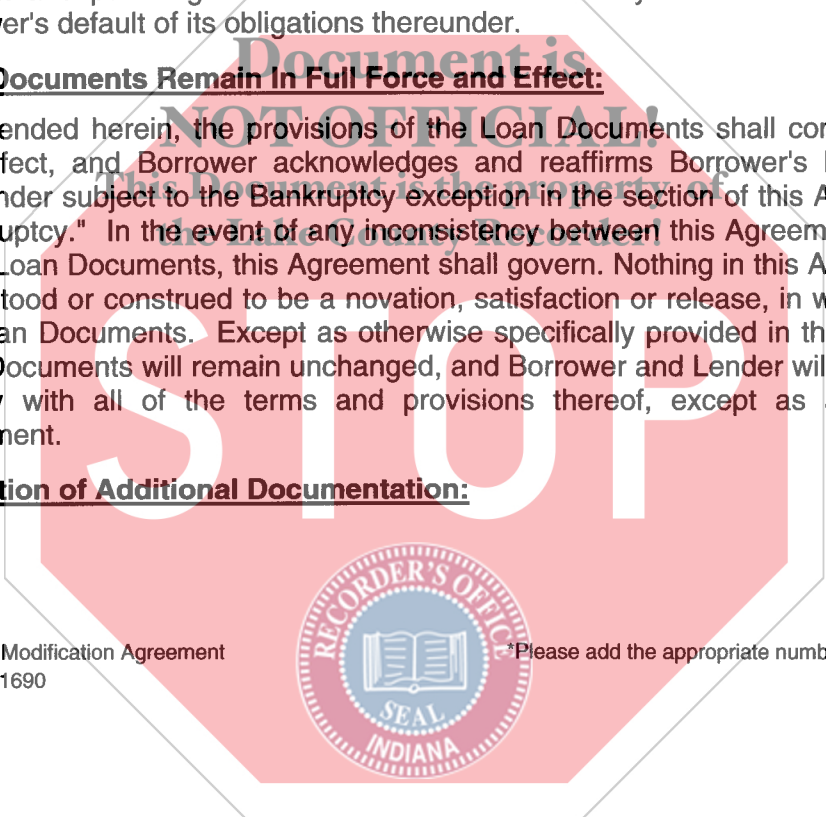 er's default of its obligations thereunder.
Document is
Documents Remain In Full Force and Effect:
NOT OFFICIAL!
ended herein, the provisions of the Loan Documents shall con
fect, and Borrower acknowledges and reaffirms Borrower's
This Document is the property of
nder subject to the Bankruptcy exception in the section of this A
the Lake County Recorder!
uptcy." In the event of any inconsistency between this Agreem
Loan Documents, this Agreement shall govern. Nothing in this A
tood or construed to be a novation, satisfaction or release, in w
an Documents. Except as otherwise specifically provided in th
Documents will remain unchanged, and Borrower and Lender wil
with all of the terms and provisions thereof, except as
ment.
STOP
tion of Additional Documentation:
RECORDER'S OFFICE
SEAL
INDIANA
Modification Agreement
*Please add the appropriate numb
1690